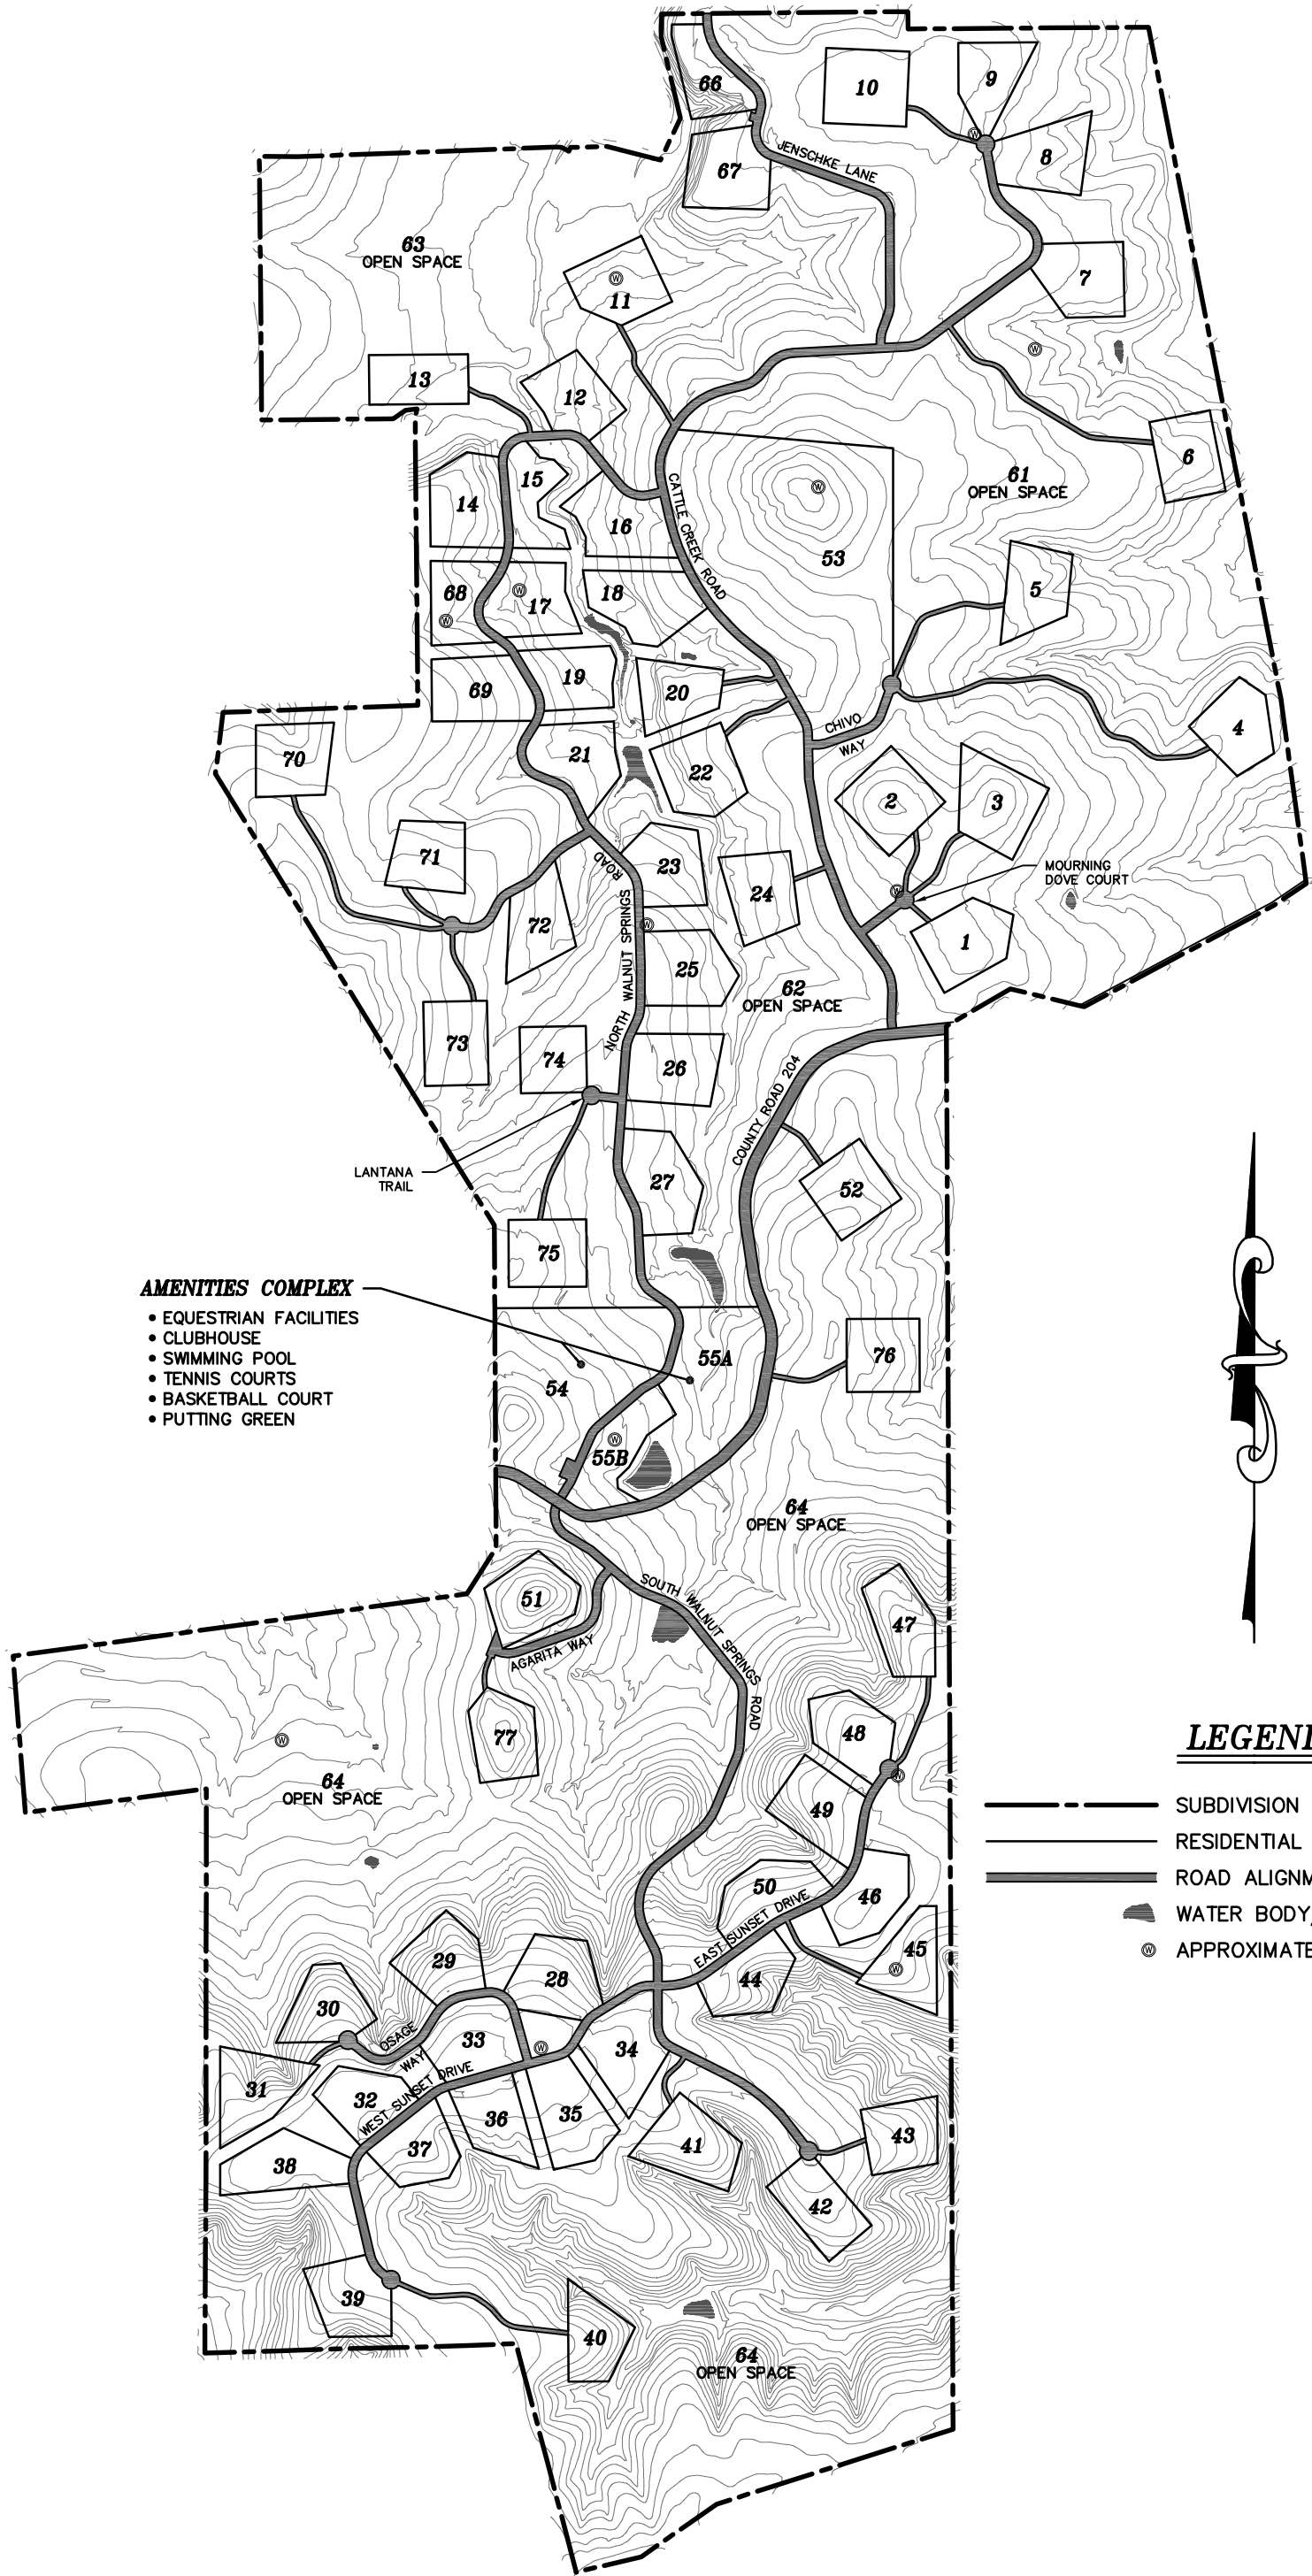 66
10
9
8
67
JENSCHKE LANE
63
OPEN SPACE
11
7
13
12
6
15
14
61
OPEN SPACE
16
CATTLE CREEK ROAD
53
68
17
18
5
19
69
20
4
CHIVO
WAY
70
21
22
2
3
71
ROAD
23
24
MOURNING
DOVE COURT
72
NORTH WALNUT SPRINGS
1
25
62
OPEN SPACE
73
74
26
COUNTY ROAD 204
LANTANA
TRAIL
27
52
75
AMENITIES COMPLEX
• EQUESTRIAN FACILITIES
• CLUBHOUSE
• SWIMMING POOL
• TENNIS COURTS
• BASKETBALL COURT
• PUTTING GREEN
54
55A
76
55B
64
OPEN SPACE
51
SOUTH WALNUT SPRINGS
ROAD
AGARITA WAY
47
77
48
64
OPEN SPACE
49
LEGEN
SUBDIVISION
RESIDENTIAL
ROAD ALIGNM
WATER BODY,
W APPROXIMATE
50
46
EAST SUNSET DRIVE
45
29
28
44
30
OSAGE
WAY
33
34
31
32
WEST SUNSET DRIVE
36
35
37
41
43
38
42
39
40
64
OPEN SPACE